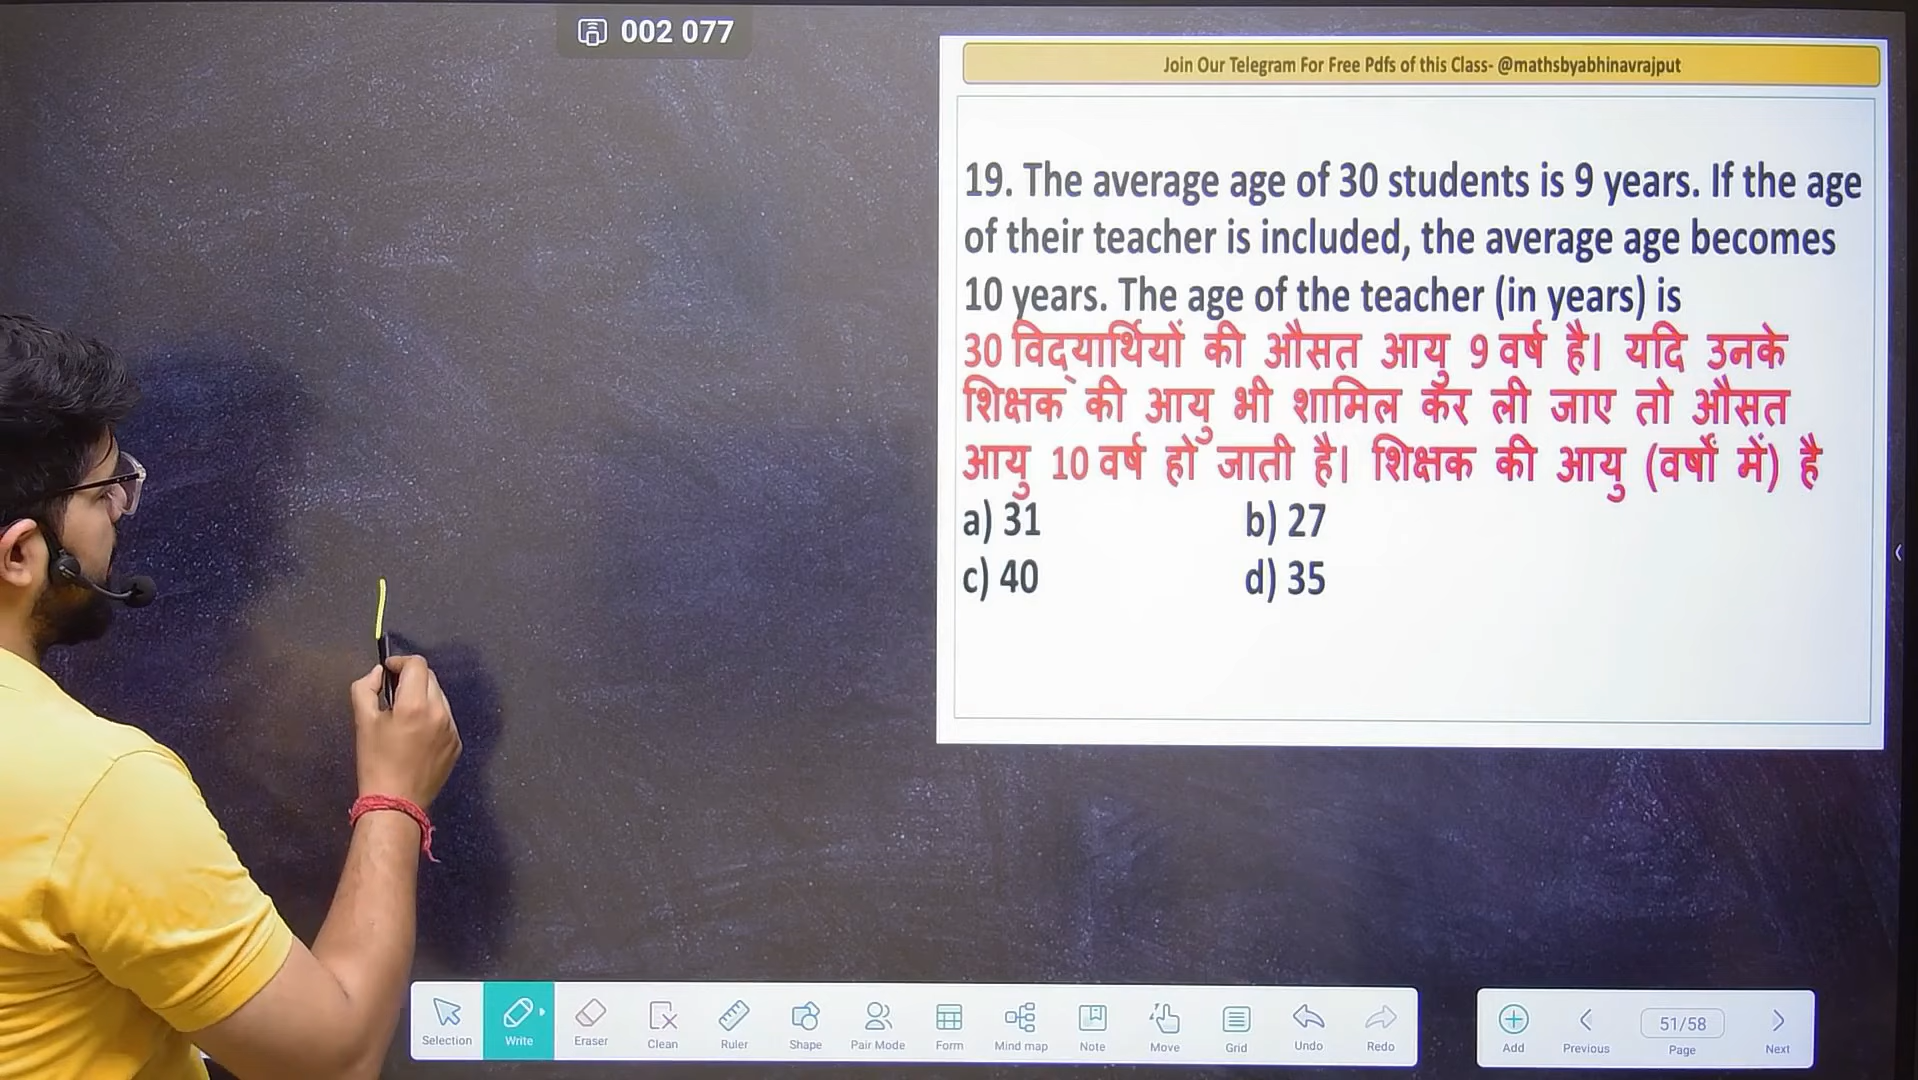 002 077
Join Our Telegram For Free Pdfs of this Class- @mathsbyabhinavrajput
19. The average age of 30 students is 9 years. If the age
of their teacher is included, the average age becomes
10 years. The age of the teacher (in years) is
30 विद्यार्थियों की औसत आयु 9 वर्ष है। यदि उनके
शिक्षक की आयु भी शामिल कर ली जाए तो औसत
आयु 10 वर्ष हो जाती है। शिक्षक की आयु (वर्षों में) है
a) 31 b) 27
c) 40 d) 35
Selection Write Eraser Clean Ruler Shape Pair Mode Form Mind map Note Move Grid Undo Redo
51/58
Add Previous Page Next